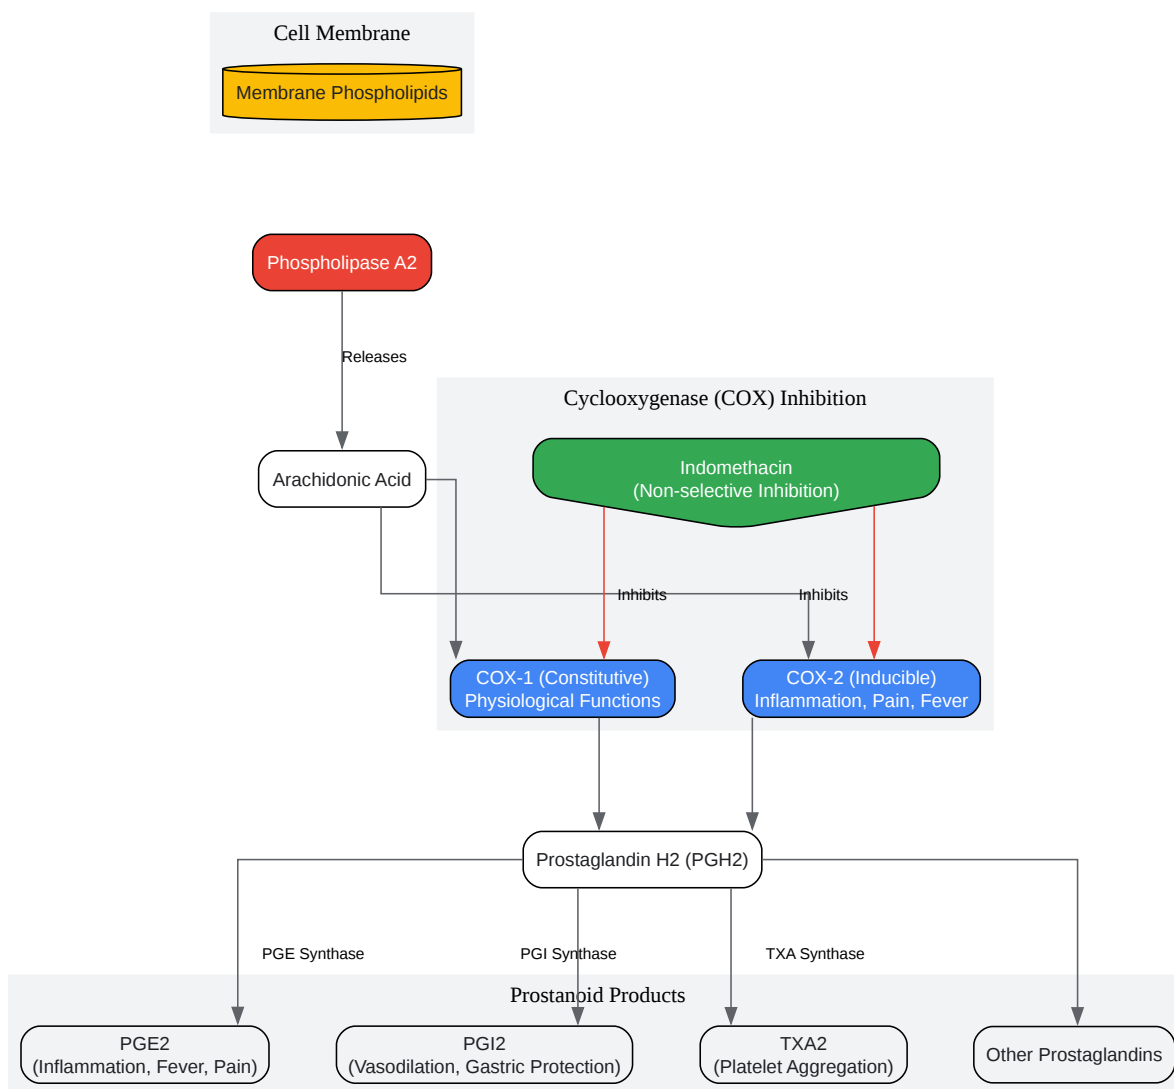 Cell Membrane
Membrane Phospholipids
Phospholipase A2
Releases
Cyclooxygenase (COX) Inhibition
Arachidonic Acid
Indomethacin
(Non-selective Inhibition)
Inhibits
Inhibits
COX-1 (Constitutive)
Physiological Functions
COX-2 (Inducible)
Inflammation, Pain, Fever
Prostaglandin H2 (PGH2)
PGE Synthase
PGI Synthase
TXA Synthase
Prostanoid Products
PGE2
(Inflammation, Fever, Pain)
PGI2
(Vasodilation, Gastric Protection)
TXA2
(Platelet Aggregation)
Other Prostaglandins